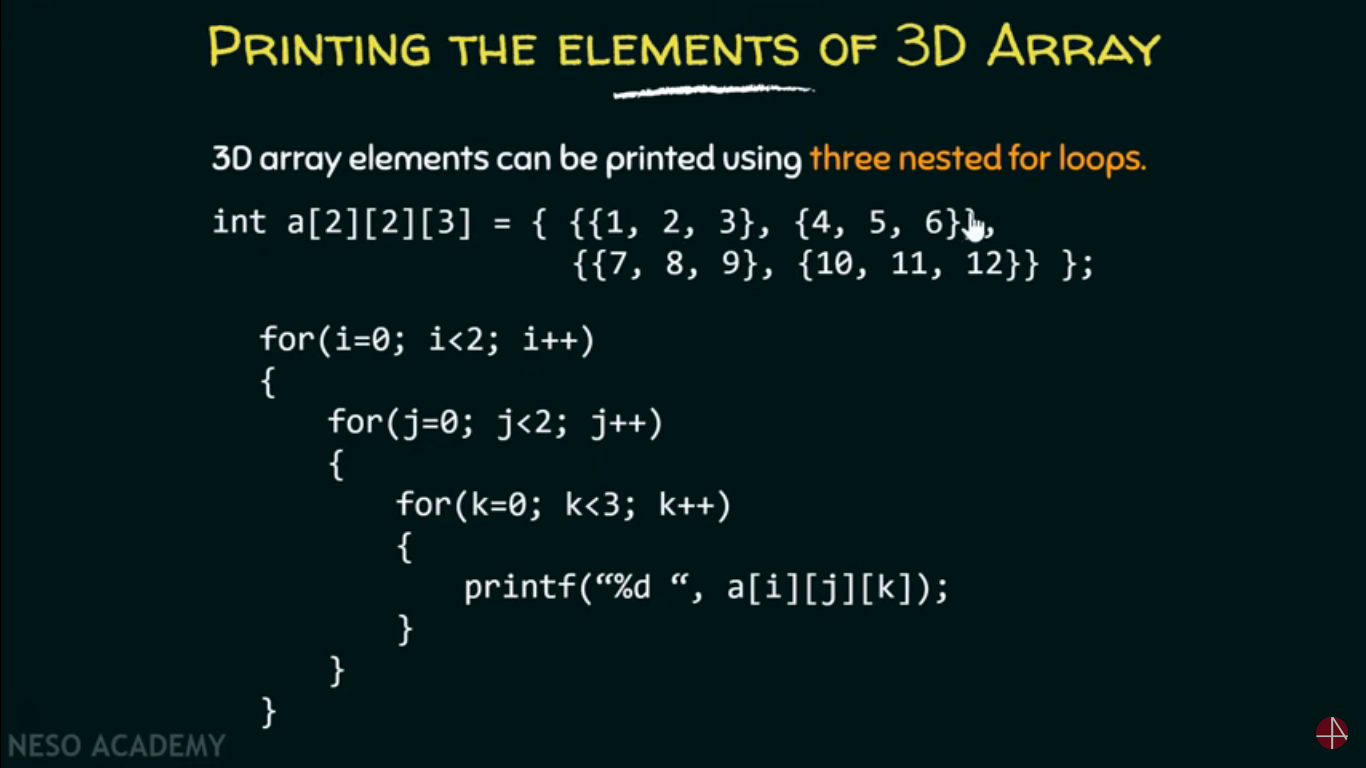 PRINTING THE ELEMENTS OF 3D ARRAY
3D array elements can be printed using three nested for loops.
int a[2][2][3] = { {{1, 2, 3}, {4, 5, 6}},
{{7, 8, 9}, {10, 11, 12}} };
for(i=0; i<2; i++)
{
for(j=0; j<2; j++)
{
for(k=0; k<3; k++)
{
printf(“%d “, a[i][j][k]);
}
}
}
NESO ACADEMY